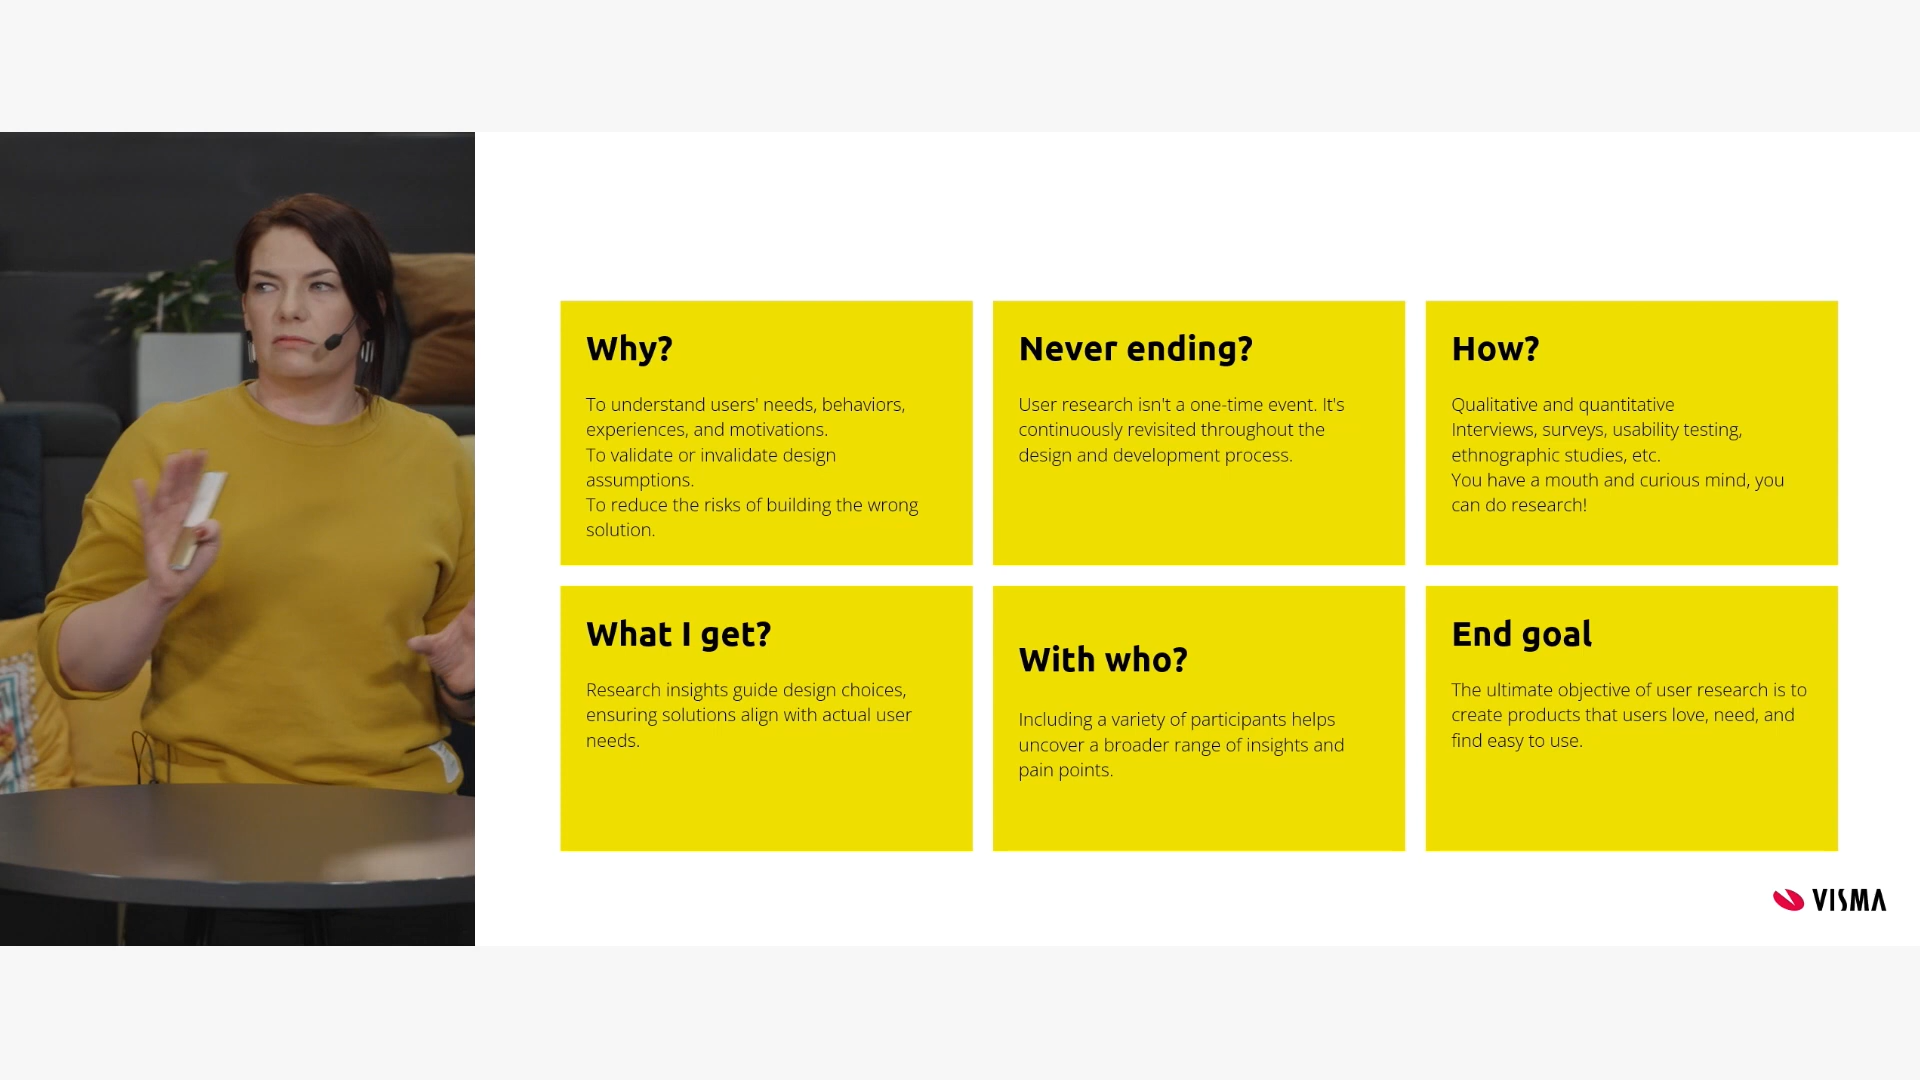 Why?
To understand users' needs, behaviors,
experiences, and motivations.
To validate or invalidate design
assumptions.
To reduce the risks of building the wrong
solution.
Never ending?
User research isn't a one-time event. It's
continuously revisited throughout the
design and development process.
How?
Qualitative and quantitative
Interviews, surveys, usability testing,
ethnographic studies, etc.
You have a mouth and curious mind, you
can do research!
What I get?
Research insights guide design choices,
ensuring solutions align with actual user
needs.
With who?
Including a variety of participants helps
uncover a broader range of insights and
pain points.
End goal
The ultimate objective of user research is to
create products that users love, need, and
find easy to use.
VISMA